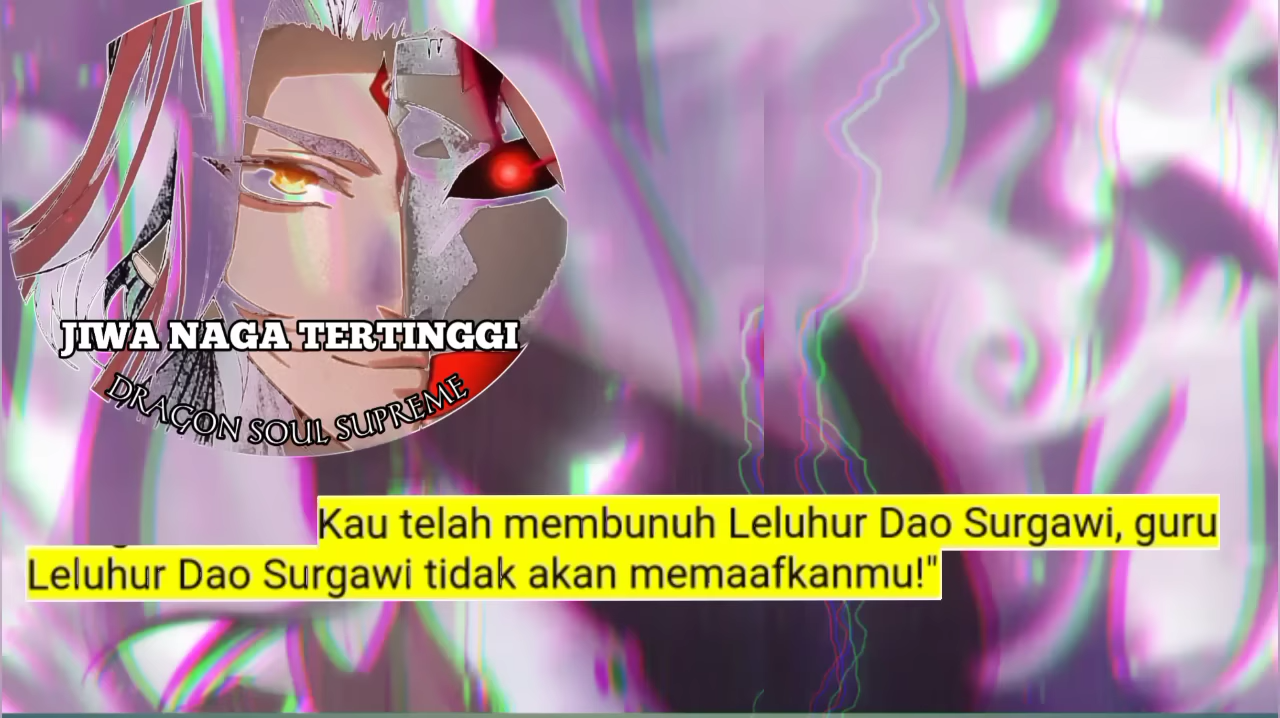 JIWA NAGA TERTINGGI
DRAGON SOUL SUPREME
Kau telah membunuh Leluhur Dao Surgawi, guru
Leluhur Dao Surgawi tidak akan memaafkanmu!"